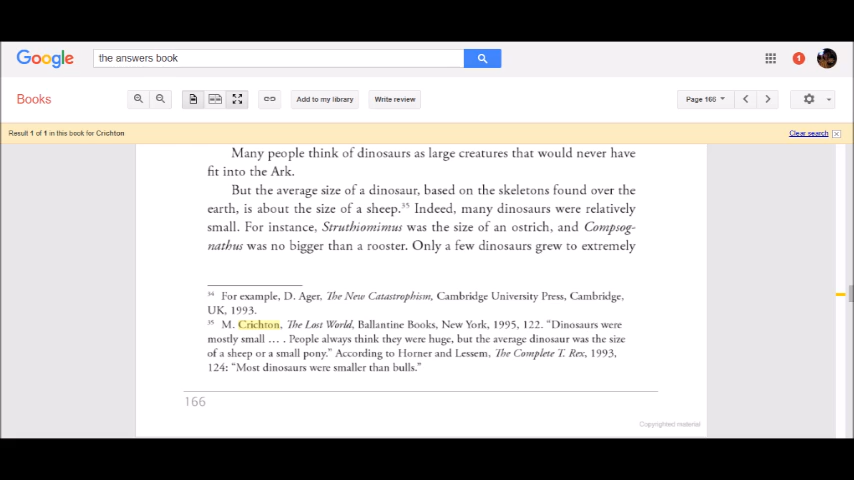 Google
the answers book
1
Books
Add to my library
Write review
Page 166
Result 1 of 1 in this book for Crichton
Clear search
Many people think of dinosaurs as large creatures that would never have
fit into the Ark.
But the average size of a dinosaur, based on the skeletons found over the
earth, is about the size of a sheep.35 Indeed, many dinosaurs were relatively
small. For instance, Struthiomimus was the size of an ostrich, and Compsog-
nathus was no bigger than a rooster. Only a few dinosaurs grew to extremely
34 For example, D. Ager, The New Catastrophism, Cambridge University Press, Cambridge,
UK, 1993.
35 M. Crichton, The Lost World, Ballantine Books, New York, 1995, 122. “Dinosaurs were
mostly small … . People always think they were huge, but the average dinosaur was the size
of a sheep or a small pony.” According to Horner and Lessem, The Complete T. Rex, 1993,
124: “Most dinosaurs were smaller than bulls.”
166
Copyrighted material